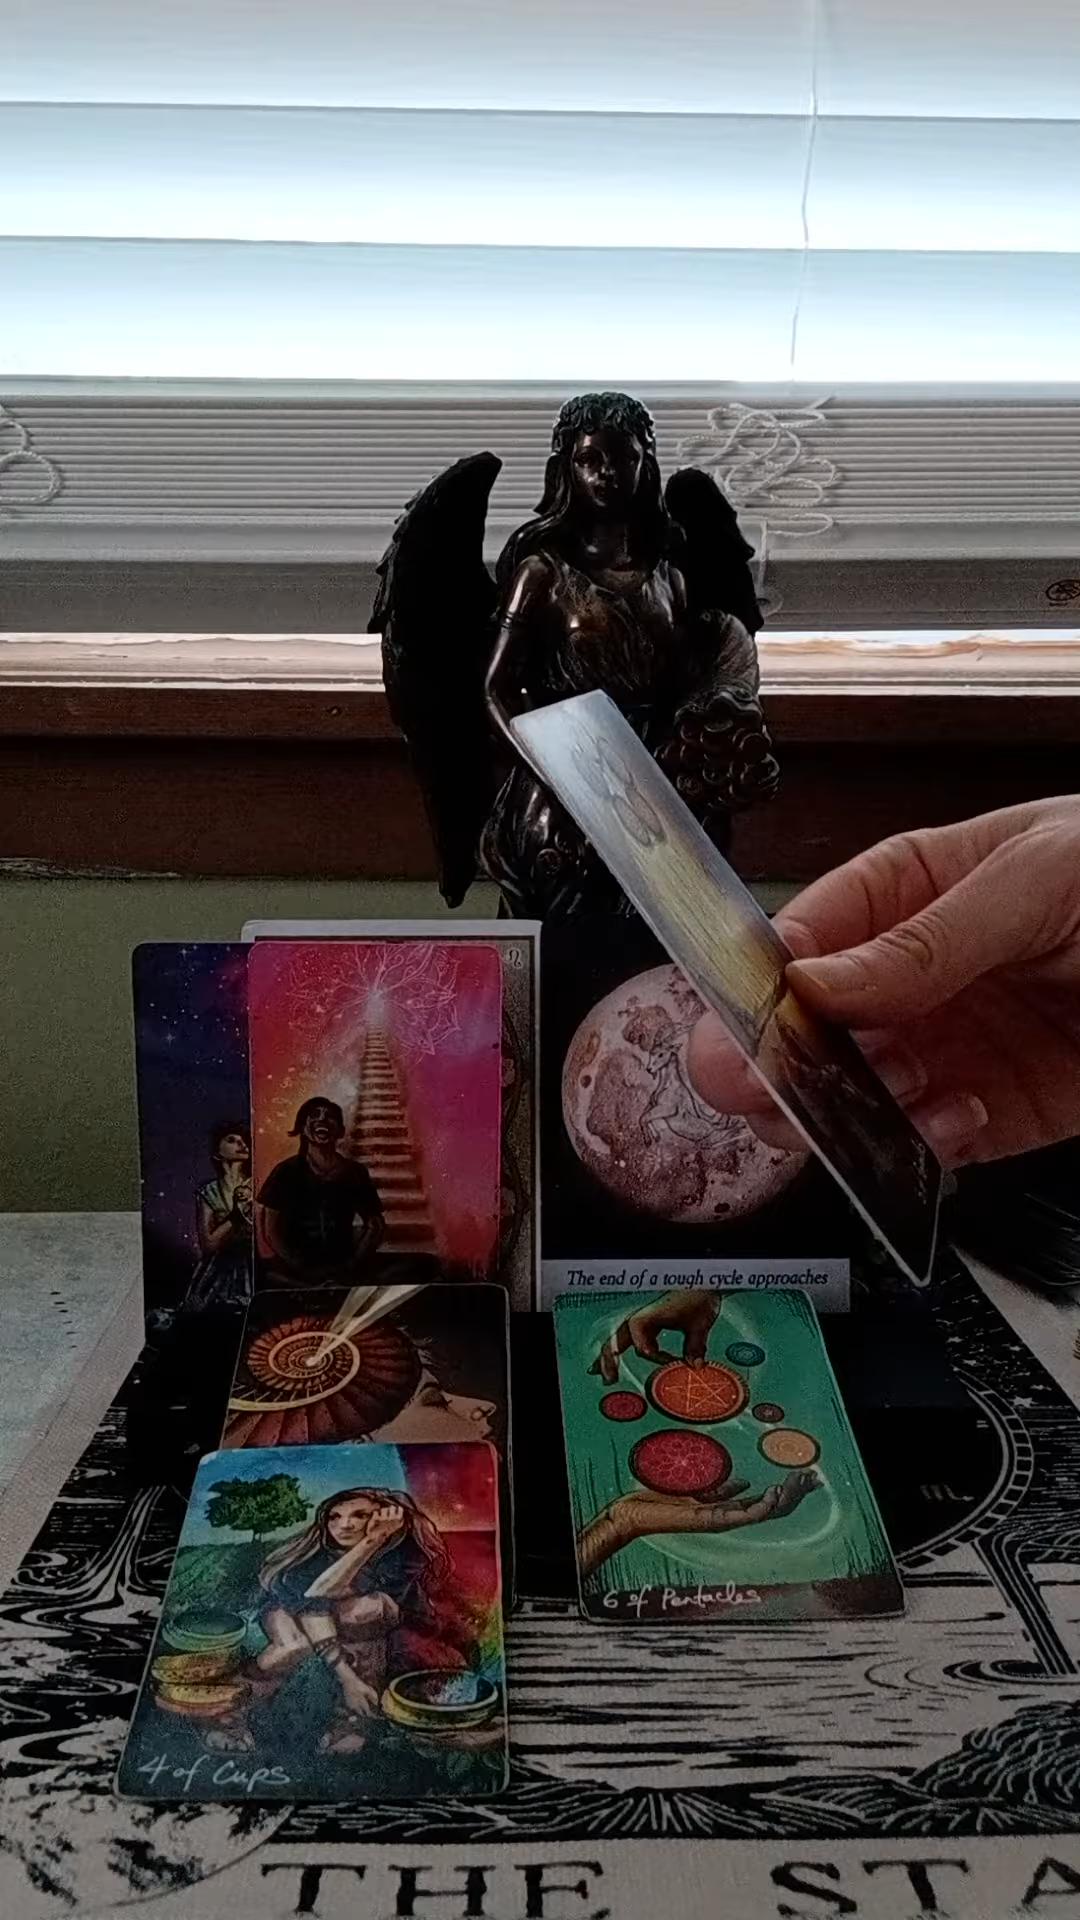 The end of a tough cycle approaches
6 of Pentacles
4 of Cups
THE STA